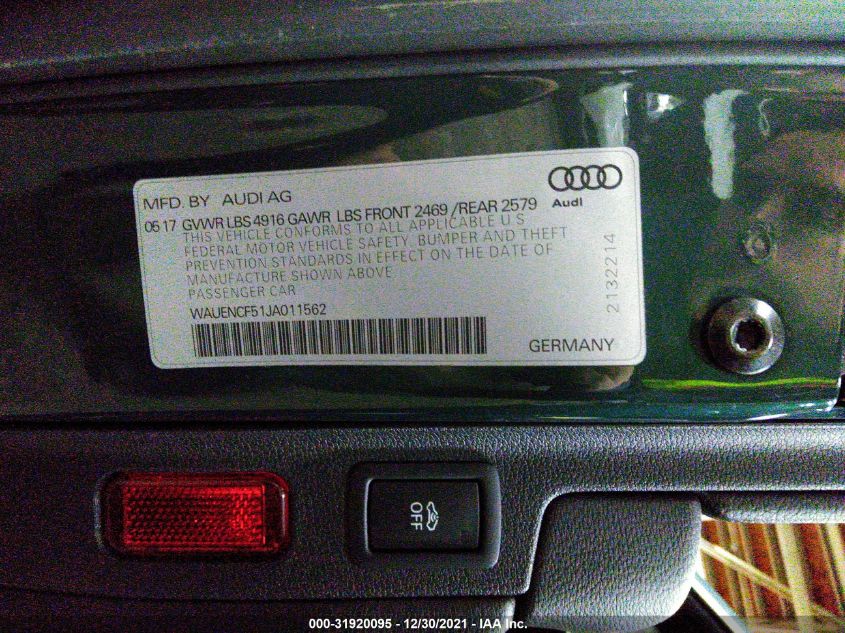 MFD. BY AUDI AG
Audi
05 17 GVWR LBS 4916 GAWR LBS FRONT 2469 /REAR 2579
THIS VEHICLE CONFORMS TO ALL APPLICABLE U S
FEDERAL MOTOR VEHICLE SAFETY, BUMPER AND THEFT
PREVENTION STANDARDS IN EFFECT ON THE DATE OF
MANUFACTURE SHOWN ABOVE
PASSENGER CAR
WAUENCF51JA011562
GERMANY
2132214
OFF
000-31920095 - 12/30/2021 - IAA Inc.